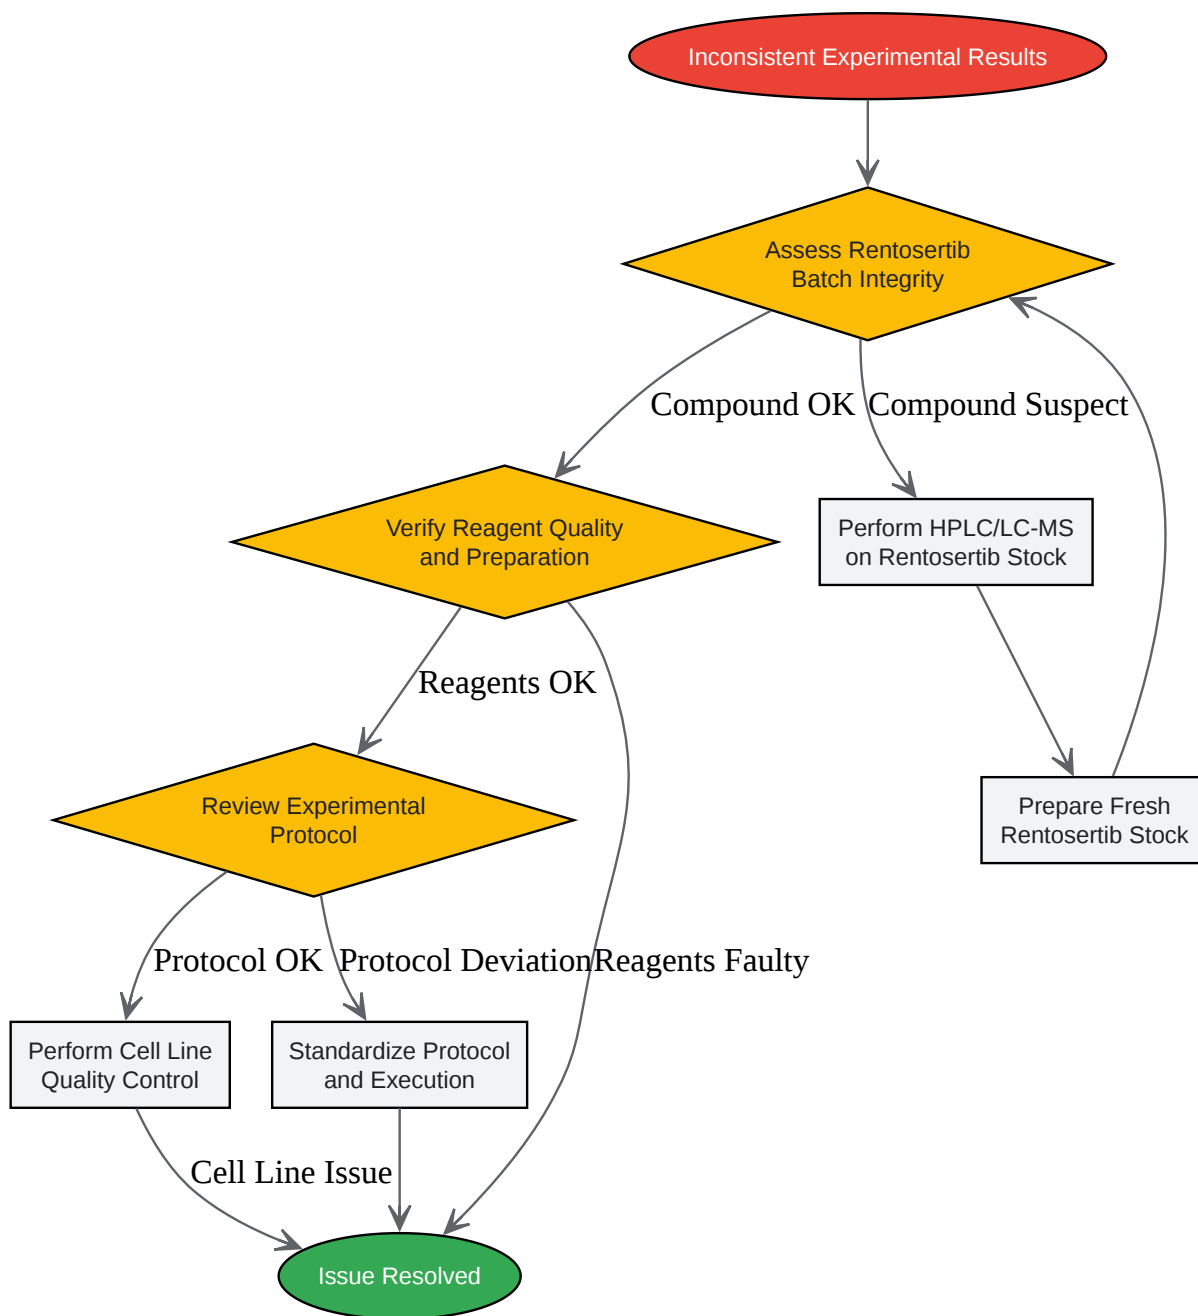 Inconsistent Experimental Results
Assess Rentosertib
Batch Integrity
Compound OK
Compound Suspect
Verify Reagent Quality
and Preparation
Perform HPLC/LC-MS
on Rentosertib Stock
Reagents OK
Review Experimental
Protocol
Prepare Fresh
Rentosertib Stock
Protocol OK
Protocol Deviation
Reagents Faulty
Perform Cell Line
Quality Control
Standardize Protocol
and Execution
Cell Line Issue
Issue Resolved